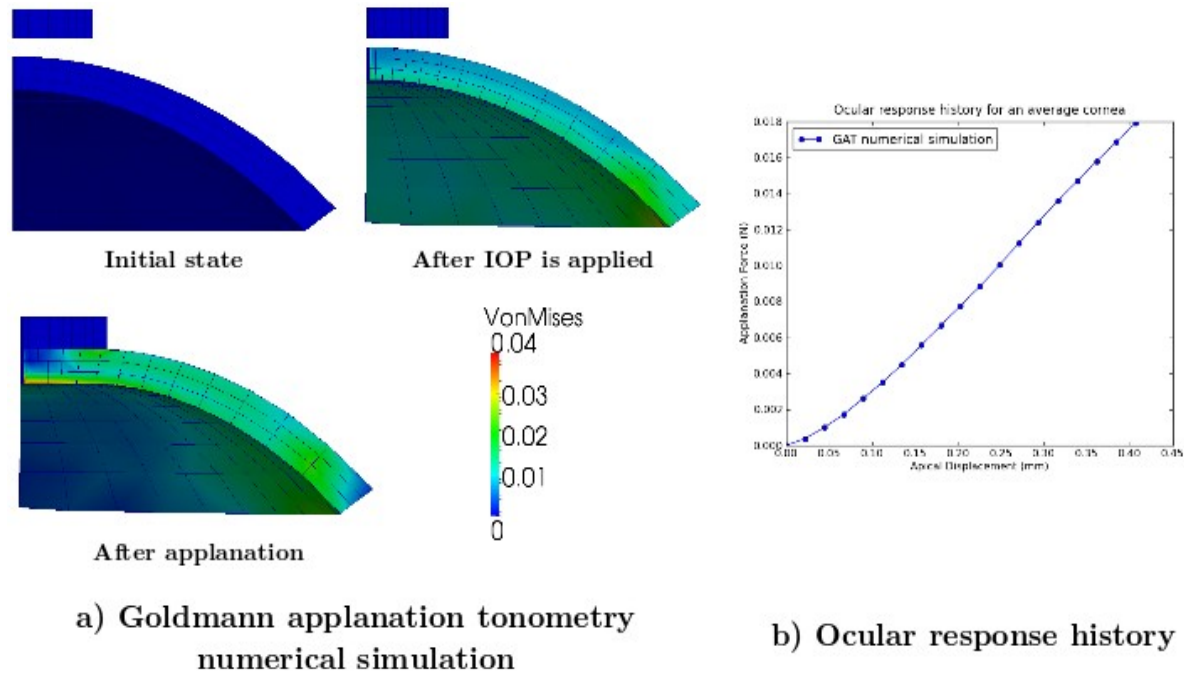 Initial state
After IOP is applied
After applanation
VonMises
0.04
0.03
0.02
0.01
0
a) Goldmann applanation tonometry
numerical simulation
Ocular response history for an average cornea
GAT numerical simulation
Applanation Force (N)
0.018
0.016
0.014
0.012
0.010
0.008
0.006
0.004
0.002
0.000
0.00 0.05 0.10 0.15 0.20 0.25 0.30 0.35 0.40 0.45
Apical Displacement (mm)
b) Ocular response history